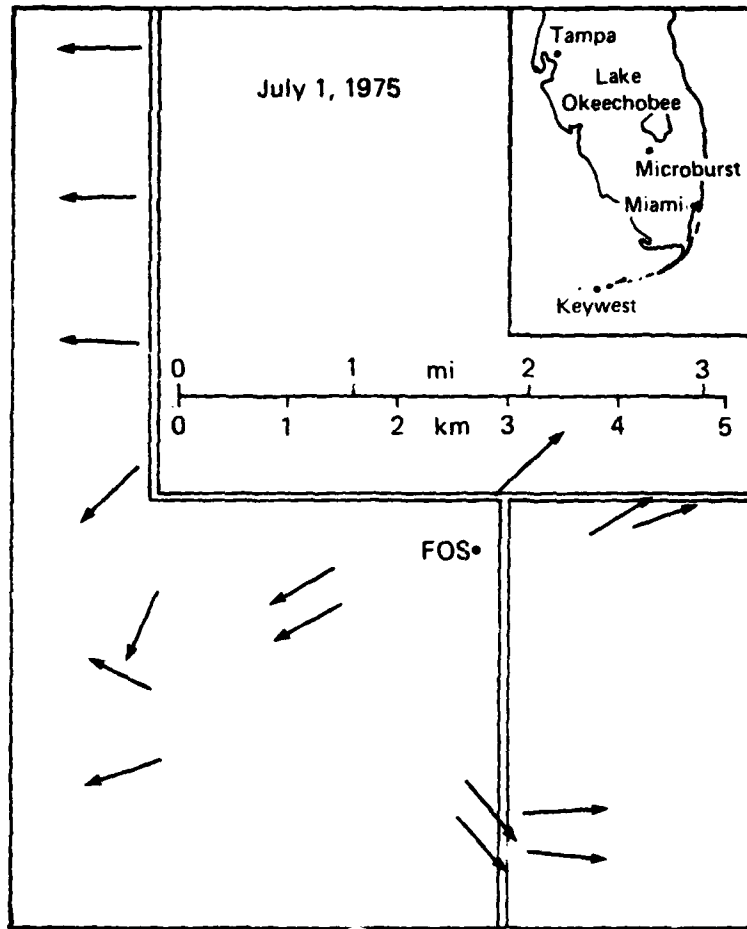 July 1, 1975
Tampa
Lake
Okeechobee
Microburst
Miami
Keywest
0 1 mi 2 3
0 1 2 km 3 4 5
FOS